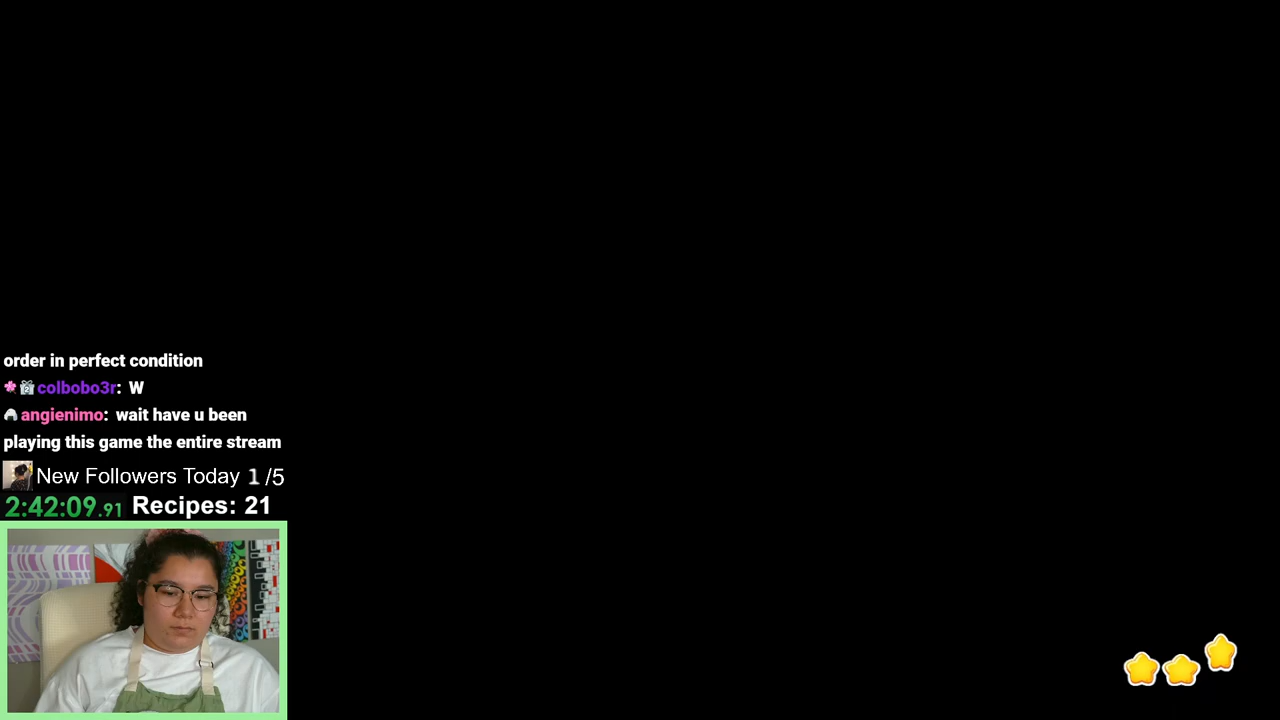 order in perfect condition
colbobo3r: W
angienimo: wait have u been
playing this game the entire stream
New Followers Today 1 /5
2:42:09.91 Recipes: 21